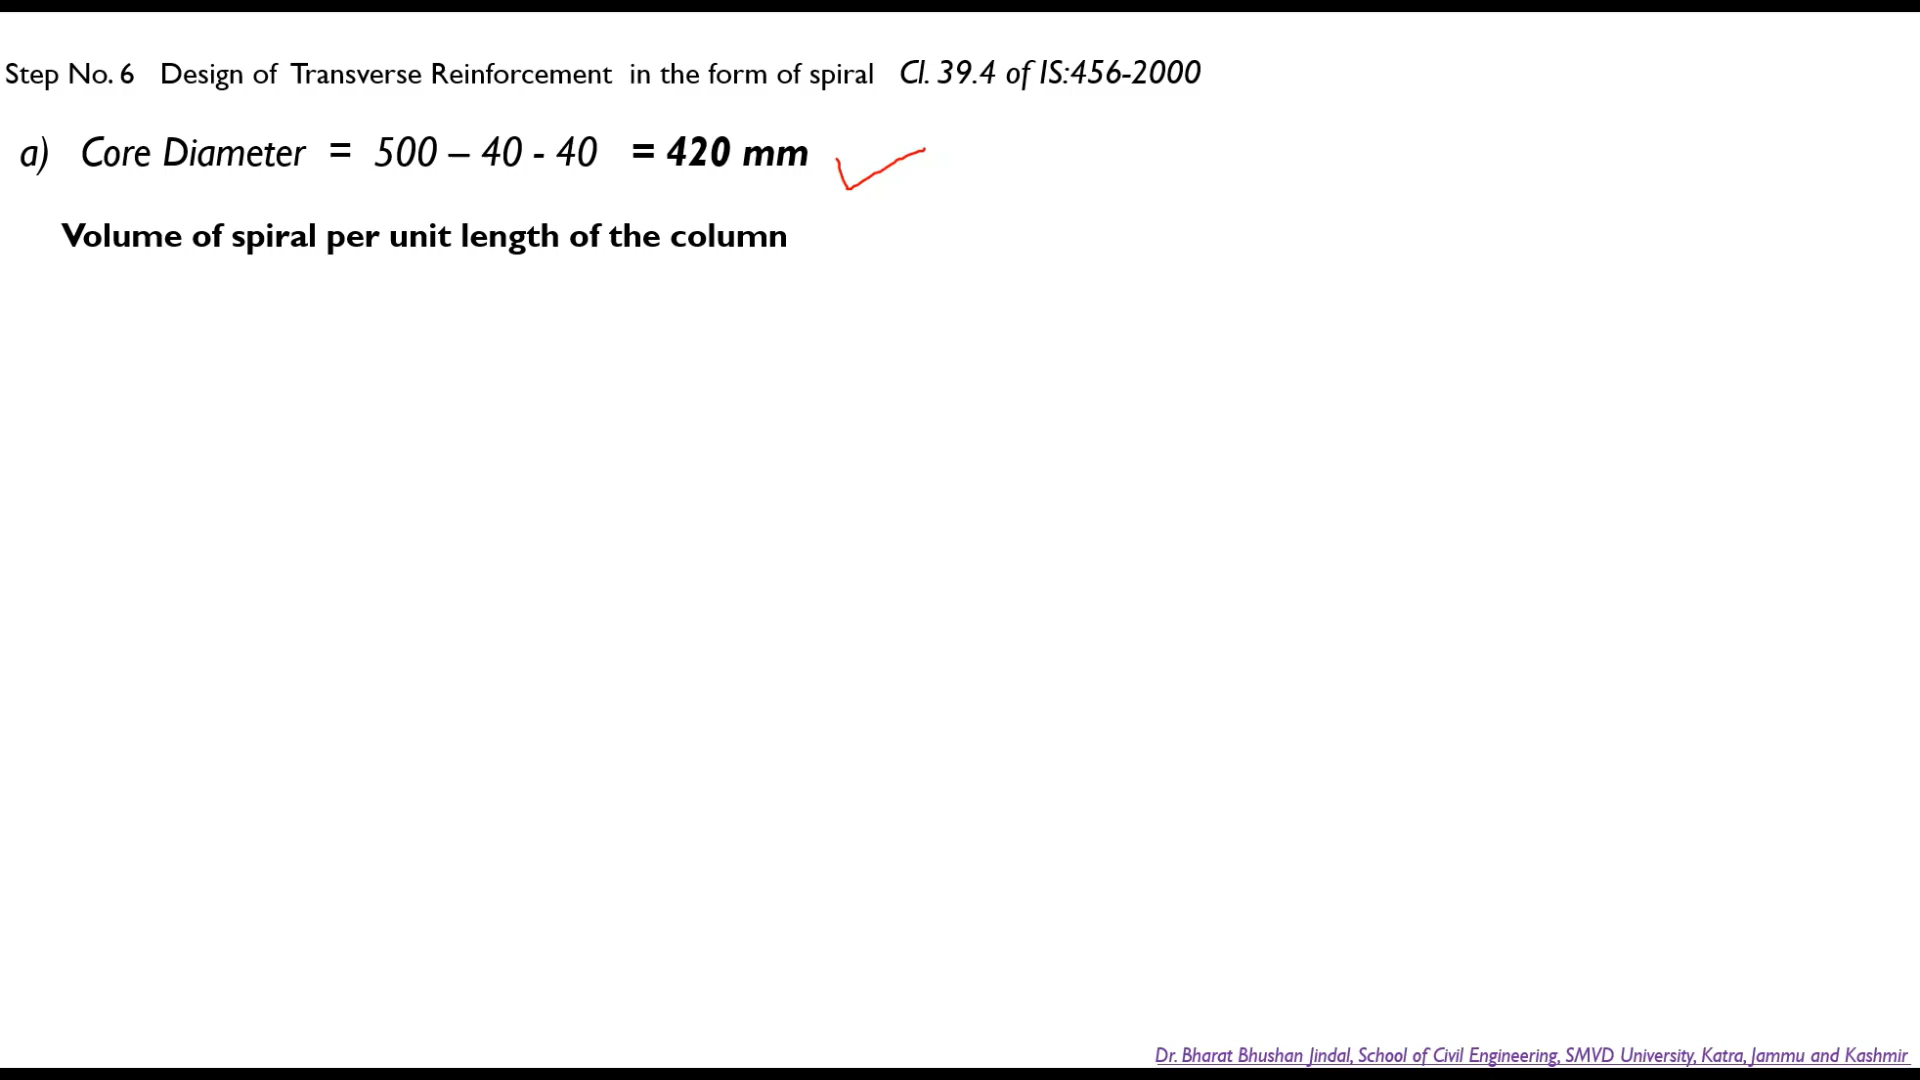 Step No. 6 Design of Transverse Reinforcement in the form of spiral Cl. 39.4 of IS:456-2000
a) Core Diameter = 500 – 40 - 40 = 420 mm
Volume of spiral per unit length of the column
Dr. Bharat Bhushan Jindal, School of Civil Engineering, SMVD University, Katra, Jammu and Kashmir